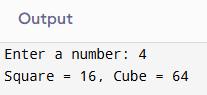 Output
Enter a number: 4
Square = 16, Cube = 64